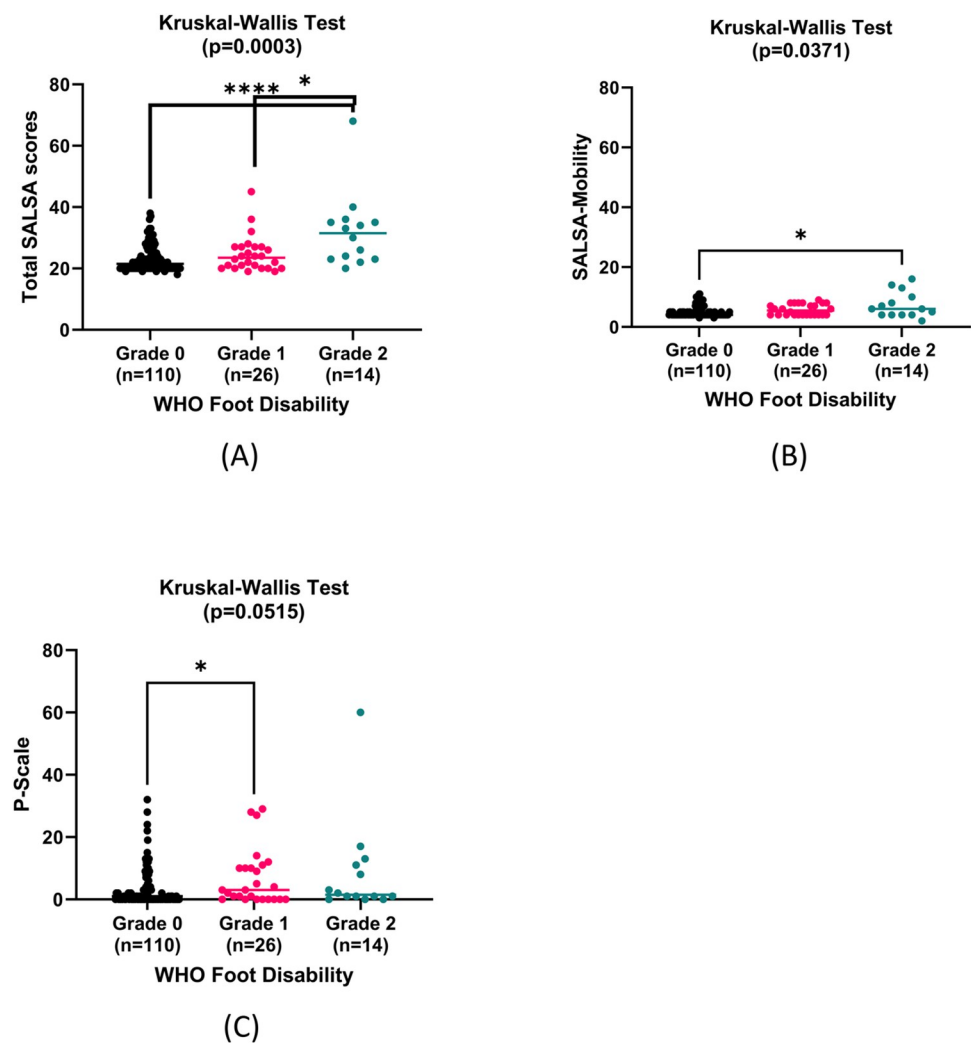 Kruskal-Wallis Test
(p=0.0003)
****
*
Total SALSA scores
80
60
40
20
0
Grade 0
(n=110)
Grade 1
(n=26)
Grade 2
(n=14)
WHO Foot Disability
(A)
Kruskal-Wallis Test
(p=0.0371)
*
SALSA-Mobility
80
60
40
20
0
Grade 0
(n=110)
Grade 1
(n=26)
Grade 2
(n=14)
WHO Foot Disability
(B)
Kruskal-Wallis Test
(p=0.0515)
*
P-Scale
80
60
40
20
0
Grade 0
(n=110)
Grade 1
(n=26)
Grade 2
(n=14)
WHO Foot Disability
(C)